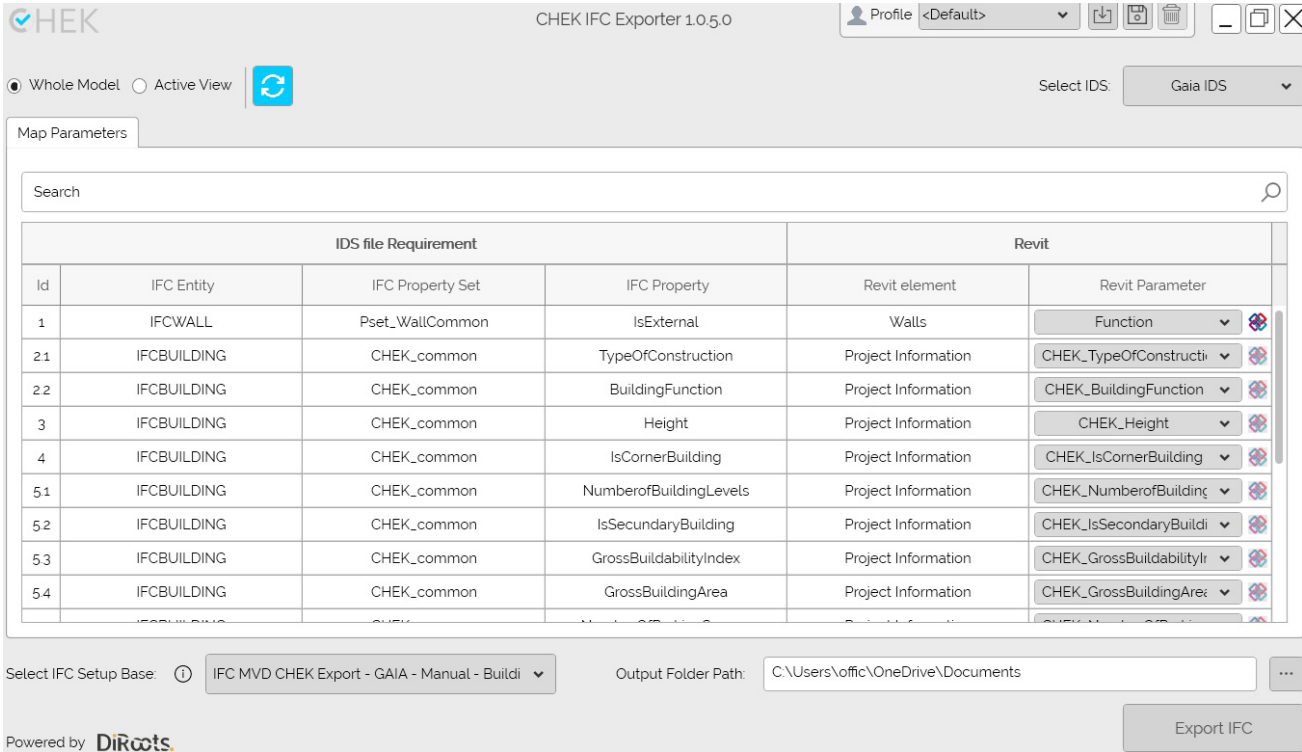 CHEK
CHEK IFC Exporter 1.0.5.0
Profile <Default>
Whole Model Active View
Select IDS: Gaia IDS
Map Parameters
Search
IDS file Requirement Revit
Id IFC Entity IFC Property Set IFC Property Revit element Revit Parameter
1 IFCWALL Pset_WallCommon IsExternal Walls Function
2.1 IFCBUILDING CHEK_common TypeOfConstruction Project Information CHEK_TypeOfConstructi
2.2 IFCBUILDING CHEK_common BuildingFunction Project Information CHEK_BuildingFunction
3 IFCBUILDING CHEK_common Height Project Information CHEK_Height
4 IFCBUILDING CHEK_common IsCornerBuilding Project Information CHEK_IsCornerBuilding
5.1 IFCBUILDING CHEK_common NumberofBuildingLevels Project Information CHEK_NumberofBuilding
5.2 IFCBUILDING CHEK_common IsSecundaryBuilding Project Information CHEK_IsSecondaryBuildi
5.3 IFCBUILDING CHEK_common GrossBuildabilityIndex Project Information CHEK_GrossBuildabilityIr
5.4 IFCBUILDING CHEK_common GrossBuildingArea Project Information CHEK_GrossBuildingArea
Select IFC Setup Base: IFC MVD CHEK Export - GAIA - Manual - Buildi
Output Folder Path: C:\Users\offic\OneDrive\Documents ...
Export IFC
Powered by DiRoots.